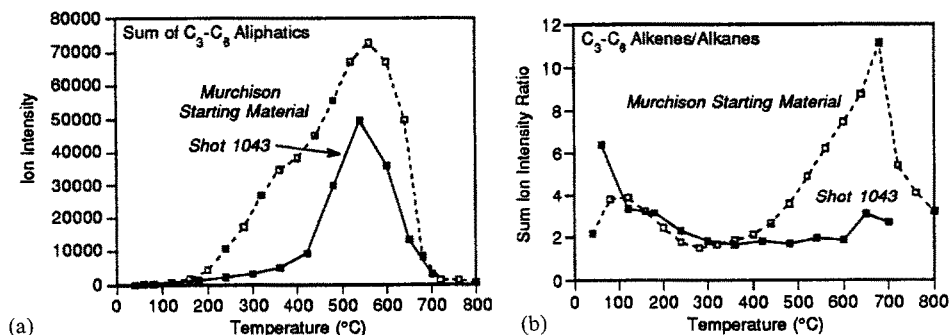 Sum of C3-C6 Aliphatics
Murchison
Starting Material
Shot 1043
Ion Intensity
80000
70000
60000
50000
40000
30000
20000
10000
0
0 100 200 300 400 500 600 700 800
Temperature (°C)
(a)
C3-C6 Alkenes/Alkanes
Murchison Starting Material
Shot 1043
Sum Ion Intensity Ratio
12
10
8
6
4
2
0
0 100 200 300 400 500 600 700 800
Temperature (°C)
(b)